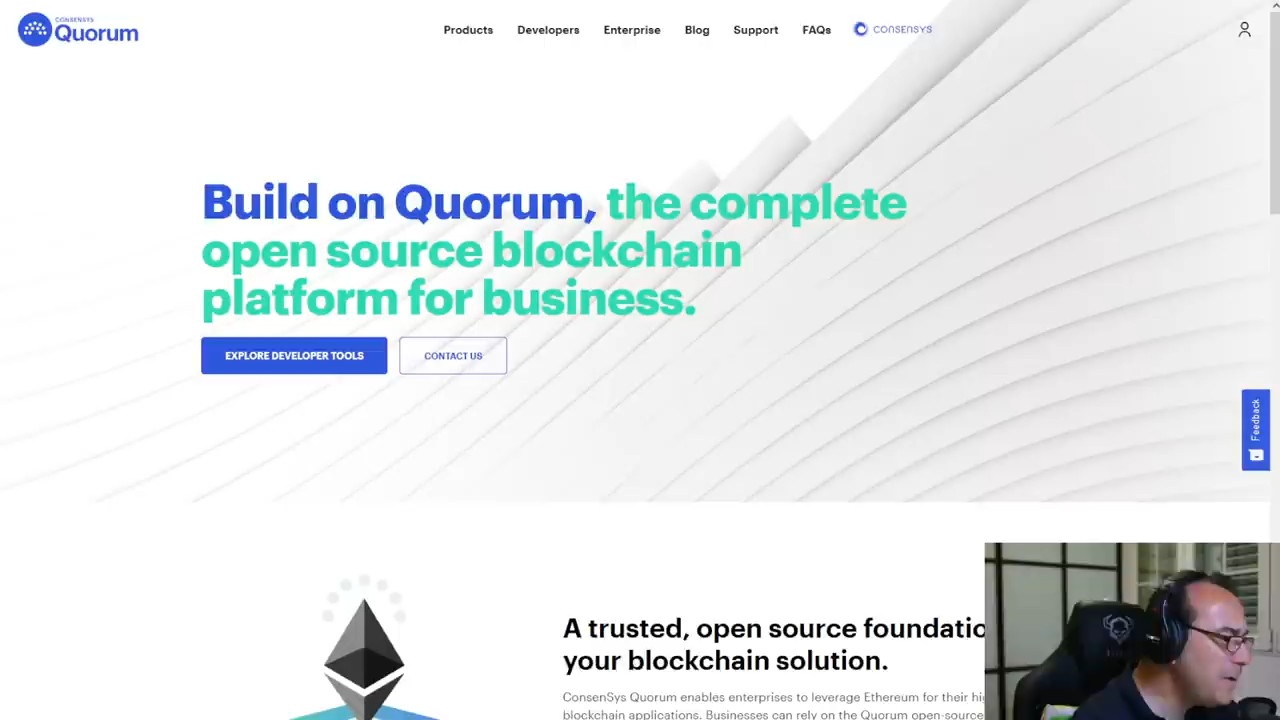 CONSENSYS
Quorum
Products Developers Enterprise Blog Support FAQs CONSENSYS
Build on Quorum, the complete
open source blockchain
platform for business.
EXPLORE DEVELOPER TOOLS CONTACT US
Feedback
A trusted, open source foundatio
your blockchain solution.
ConsenSys Quorum enables enterprises to leverage Ethereum for their hi
blockchain applications. Businesses can rely on the Quorum open-source